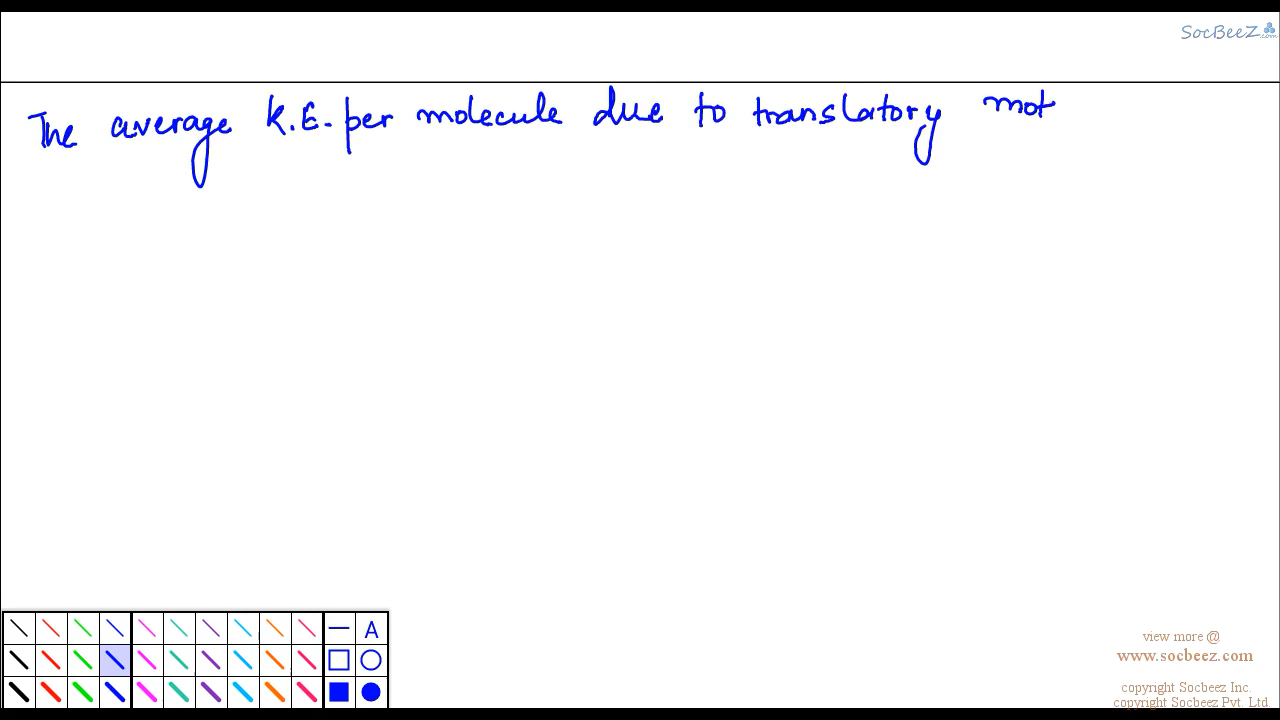 SocBeeZ.com
The average K.E. per molecule due to translatory mot
A
view more @
www.socbeez.com
copyright Socbeez Inc.
copyright Socbeez Pvt. Ltd.